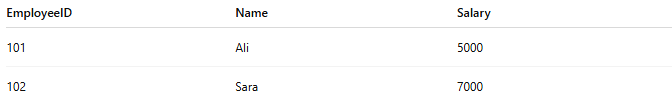 EmployeeID Name Salary
101 Ali 5000
102 Sara 7000